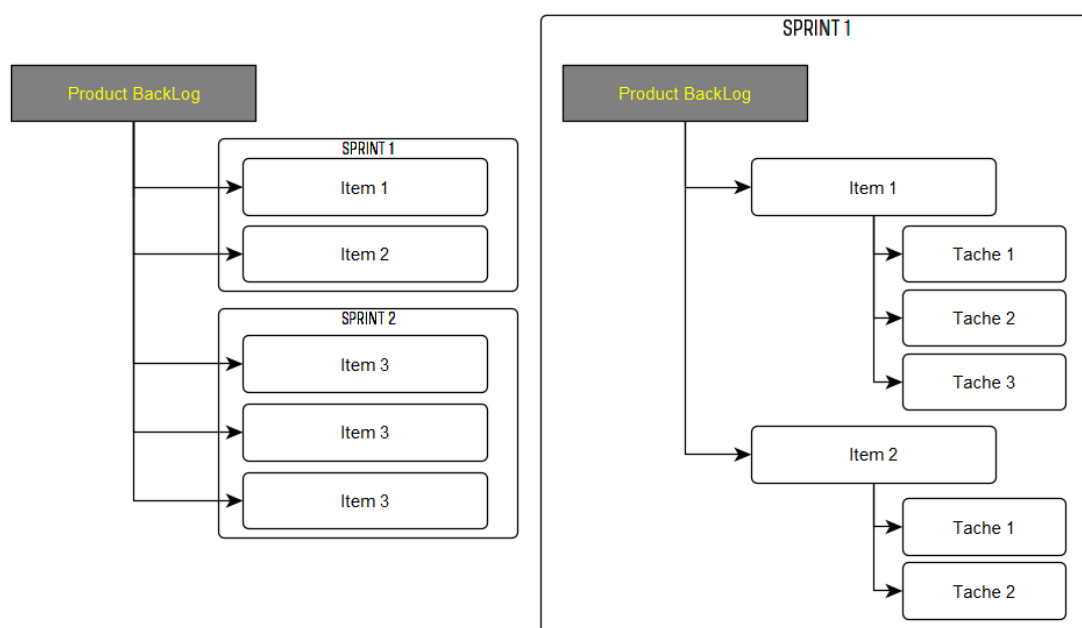 Product BackLog
SPRINT 1
Item 1
Item 2
SPRINT 2
Item 3
Item 3
Item 3
SPRINT 1
Product BackLog
Item 1
Tache 1
Tache 2
Tache 3
Item 2
Tache 1
Tache 2